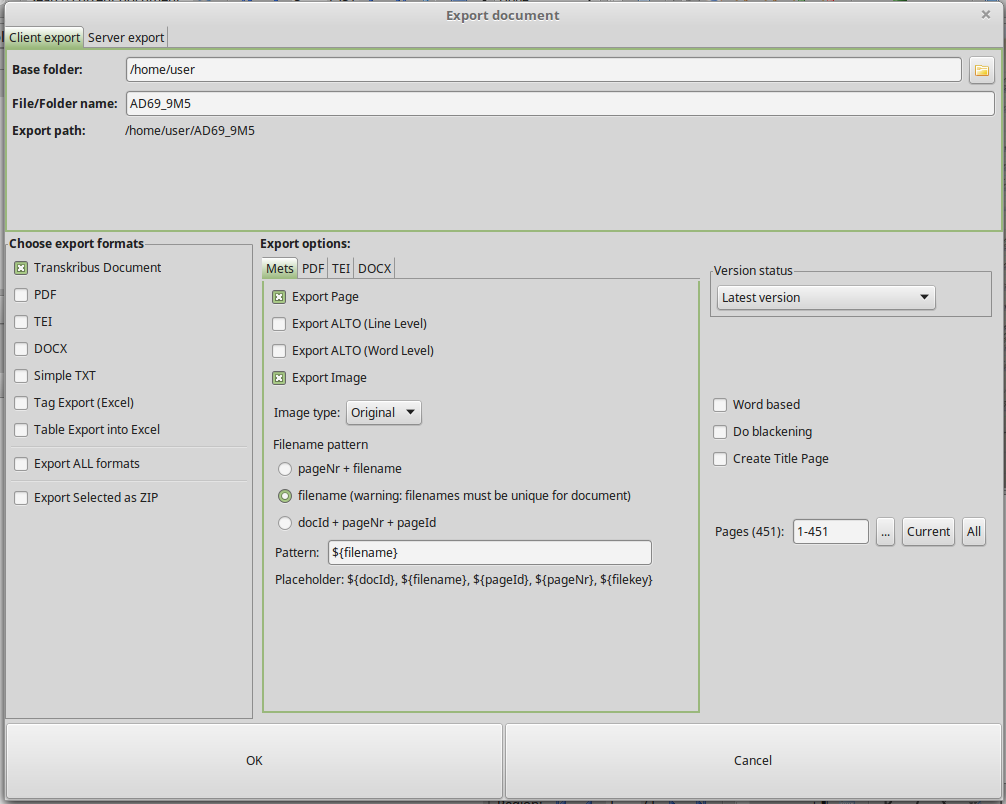 Export document
Client export Server export
Base folder: /home/user
File/Folder name: AD69_9M5
Export path: /home/user/AD69_9M5
Choose export formats
Transkribus Document
PDF
TEI
DOCX
Simple TXT
Tag Export (Excel)
Table Export into Excel
Export ALL formats
Export Selected as ZIP
Export options:
Mets PDF TEI DOCX
Export Page
Export ALTO (Line Level)
Export ALTO (Word Level)
Export Image
Image type: Original
Filename pattern
pageNr + filename
filename (warning: filenames must be unique for document)
docId + pageNr + pageId
Pattern: ${filename}
Placeholder: ${docId}, ${filename}, ${pageId}, ${pageNr}, ${filekey}
Version status
Latest version
Word based
Do blackening
Create Title Page
Pages (451): 1-451 ... Current All
OK Cancel